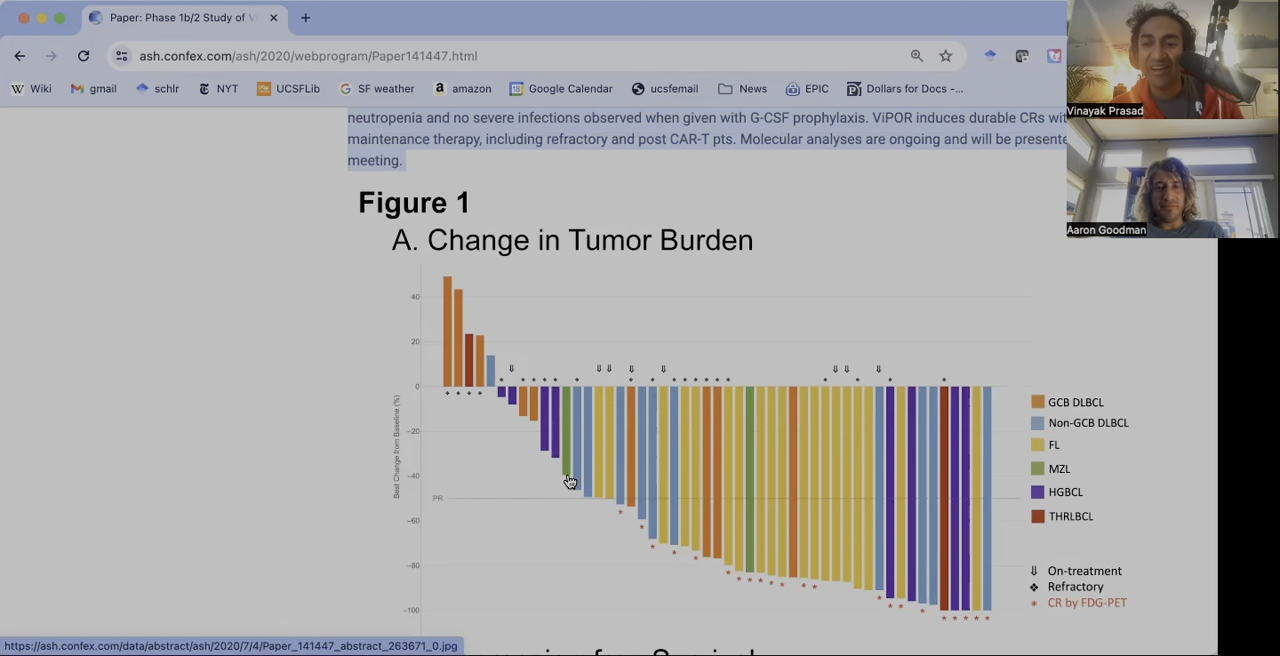 Paper: Phase 1b/2 Study of V
ash.confex.com/ash/2020/webprogram/Paper141447.html
Wiki gmail schlr NYT UCSFLib SF weather amazon Google Calendar ucsfemail News EPIC Dollars for Docs -...
neutropenia and no severe infections observed when given with G-CSF prophylaxis. ViPOR induces durable CRs wit
maintenance therapy, including refractory and post CAR-T pts. Molecular analyses are ongoing and will be presente
meeting.
Vinayak Prasad
Aaron Goodman
Figure 1
A. Change in Tumor Burden
Best Change from Baseline (%)
40
20
0
−20
−40
PR
−60
−80
−100
GCB DLBCL
Non-GCB DLBCL
FL
MZL
HGBCL
THRLBCL
On-treatment
Refractory
CR by FDG-PET
https://ash.confex.com/data/abstract/ash/2020/7/4/Paper_141447_abstract_263671_0.jpg